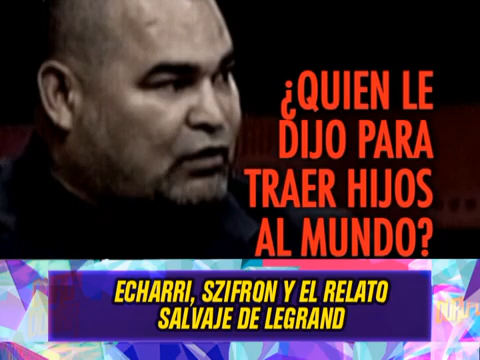 ¿QUIEN LE
DIJO PARA
TRAER HIJOS
AL MUNDO?
ECHARRI, SZIFRON Y EL RELATO
SALVAJE DE LEGRAND